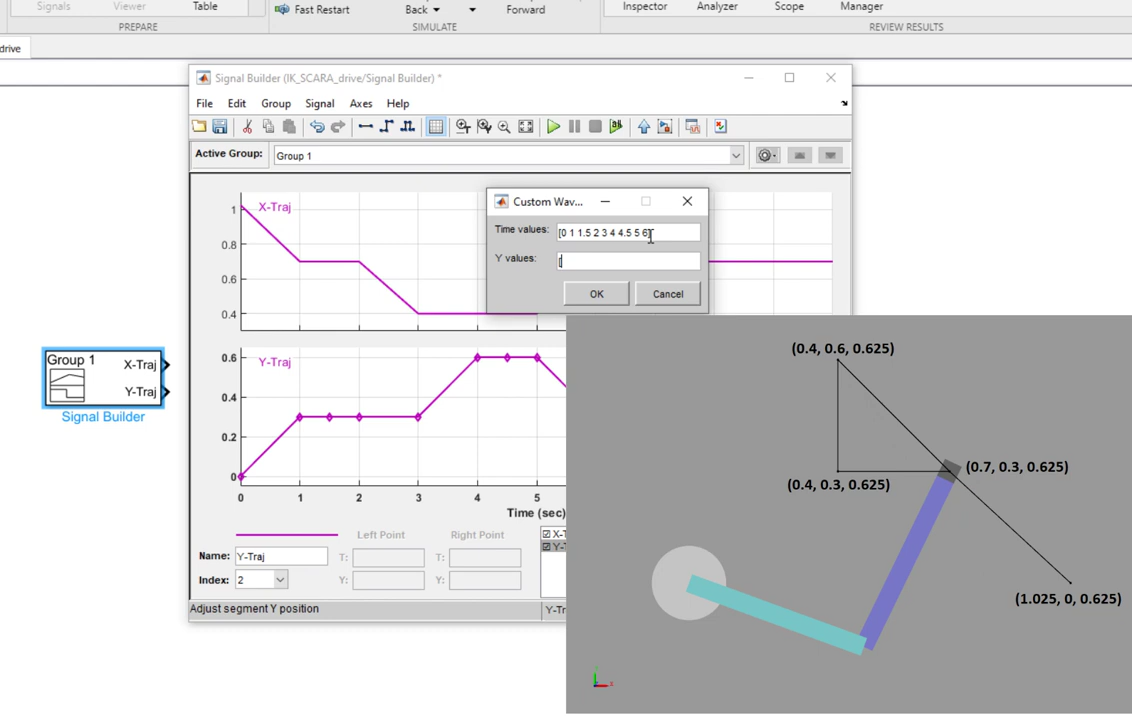 Signals Viewer Table
Fast Restart
Back Forward
Inspector Analyzer Scope Manager
PREPARE SIMULATE REVIEW RESULTS
drive
Signal Builder (IK_SCARA_drive/Signal Builder) *
File Edit Group Signal Axes Help
Active Group: Group 1
Custom Wav...
Time values: [0 1 1.5 2 3 4 4.5 5 6]
Y values: [
OK Cancel
X-Traj
1
0.8
0.6
0.4
Y-Traj
0.6
0.4
0.2
0
0 1 2 3 4 5
Time (sec)
Group 1
X-Traj
Y-Traj
Signal Builder
Left Point Right Point
Name: Y-Traj T: T:
Index: 2 Y: Y:
X-T
Y-T
Adjust segment Y position Y-Tr
(0.4, 0.6, 0.625)
(0.7, 0.3, 0.625)
(0.4, 0.3, 0.625)
(1.025, 0, 0.625)